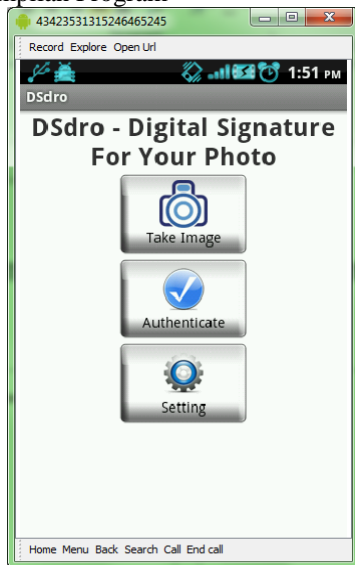 43423531315246465245
Record Explore Open Url
1:51 PM
DSdro
DSdro - Digital Signature
For Your Photo
Take Image
Authenticate
Setting
Home Menu Back Search Call End call